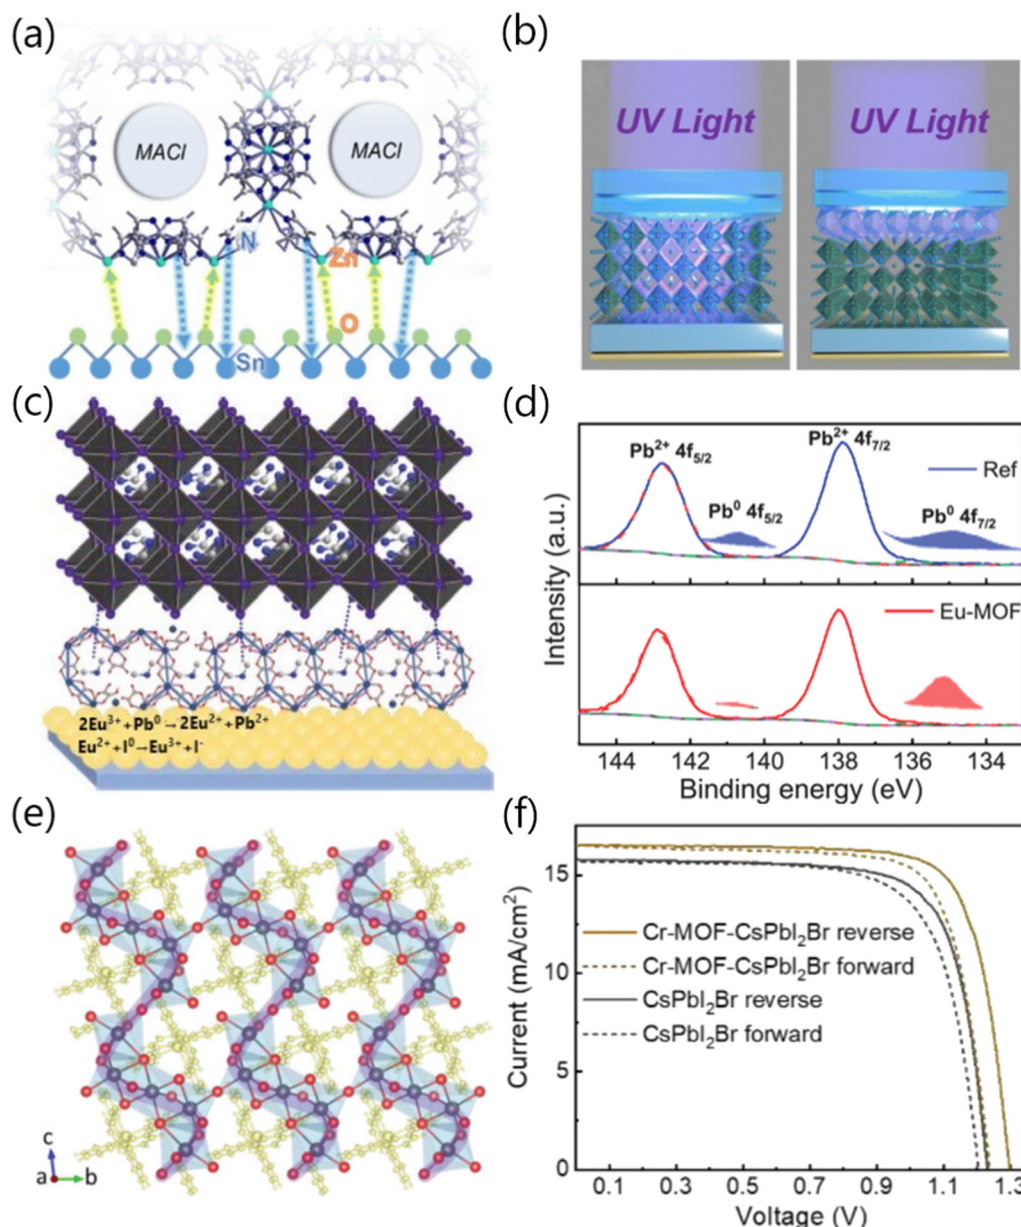 (a)
MACl
MACl
N
Zn
O
Sn
(b)
UV Light
UV Light
(c)
2Eu³⁺+Pb⁰→2Eu²⁺+Pb²⁺
Eu²⁺+I⁰→Eu³⁺+I⁻
(d)
Pb²⁺ 4f₅/₂
Pb²⁺ 4f₇/₂
Ref
Pb⁰ 4f₅/₂
Pb⁰ 4f₇/₂
Eu-MOF
Intensity (a.u.)
144 142 140 138 136 134
Binding energy (eV)
(e)
c
a
b
(f)
15
10
5
0
Cr-MOF-CsPbI₂Br reverse
Cr-MOF-CsPbI₂Br forward
CsPbI₂Br reverse
CsPbI₂Br forward
Current (mA/cm²)
0.1 0.3 0.5 0.7 0.9 1.1 1.3
Voltage (V)